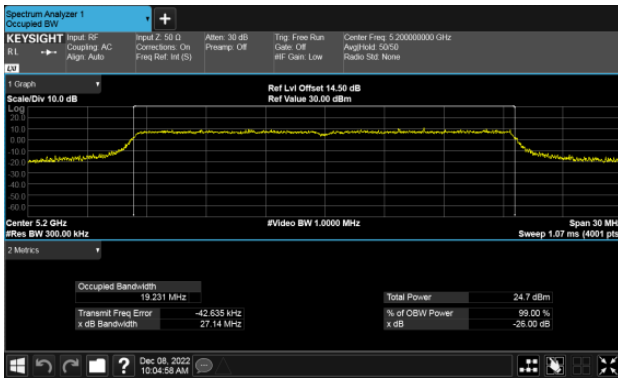 Spectrum Analyzer 1
Occupied BW
+
KEYSIGHT Input: RF Input Z: 50 Ω Atten: 30 dB Trig: Free Run Center Freq: 5.200000000 GHz
R L Coupling: AC Corrections: On Preamp: Off Gate: Off Avg|Hold: 50/50
Align: Auto Freq Ref: Int (S) #IF Gain: Low Radio Std: None
LXI
1 Graph
Ref Lvl Offset 14.50 dB
Scale/Div 10.0 dB Ref Value 30.00 dBm
Log
20.0
10.0
0.00
-10.0
-20.0
-30.0
-40.0
-50.0
-60.0
Center 5.2 GHz #Video BW 1.0000 MHz Span 30 MH
#Res BW 300.00 kHz Sweep 1.07 ms (4001 pts
2 Metrics
Occupied Bandwidth
19.231 MHz Total Power 24.7 dBm
Transmit Freq Error -42.635 kHz % of OBW Power 99.00 %
x dB Bandwidth 27.14 MHz x dB -26.00 dB
? Dec 08, 2022
10:04:58 AM